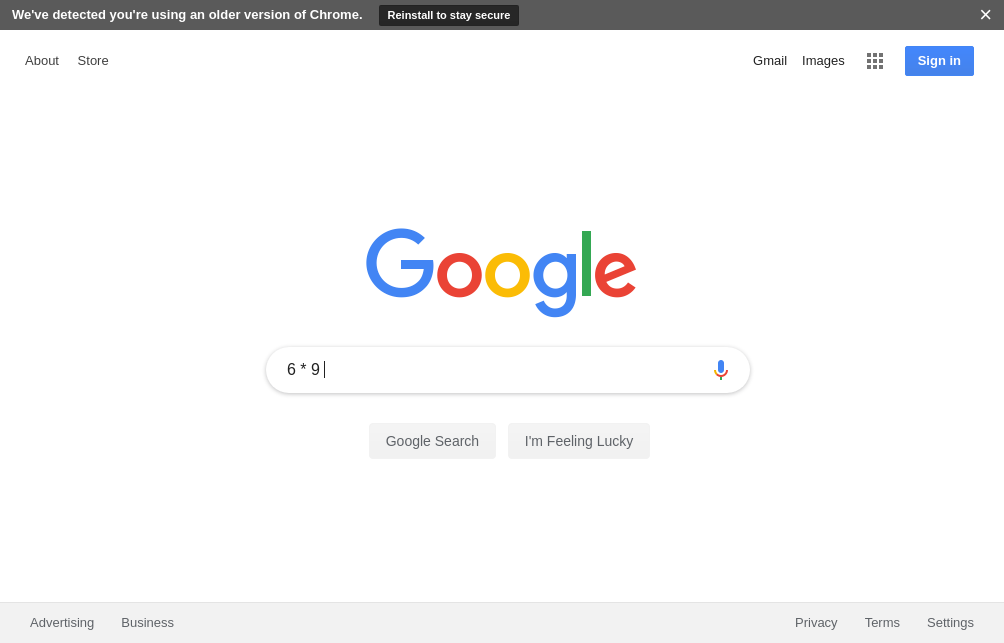 We've detected you're using an older version of Chrome. Reinstall to stay secure
About Store Gmail Images Sign in
Google
6 * 9
Google Search I'm Feeling Lucky
Advertising Business Privacy Terms Settings